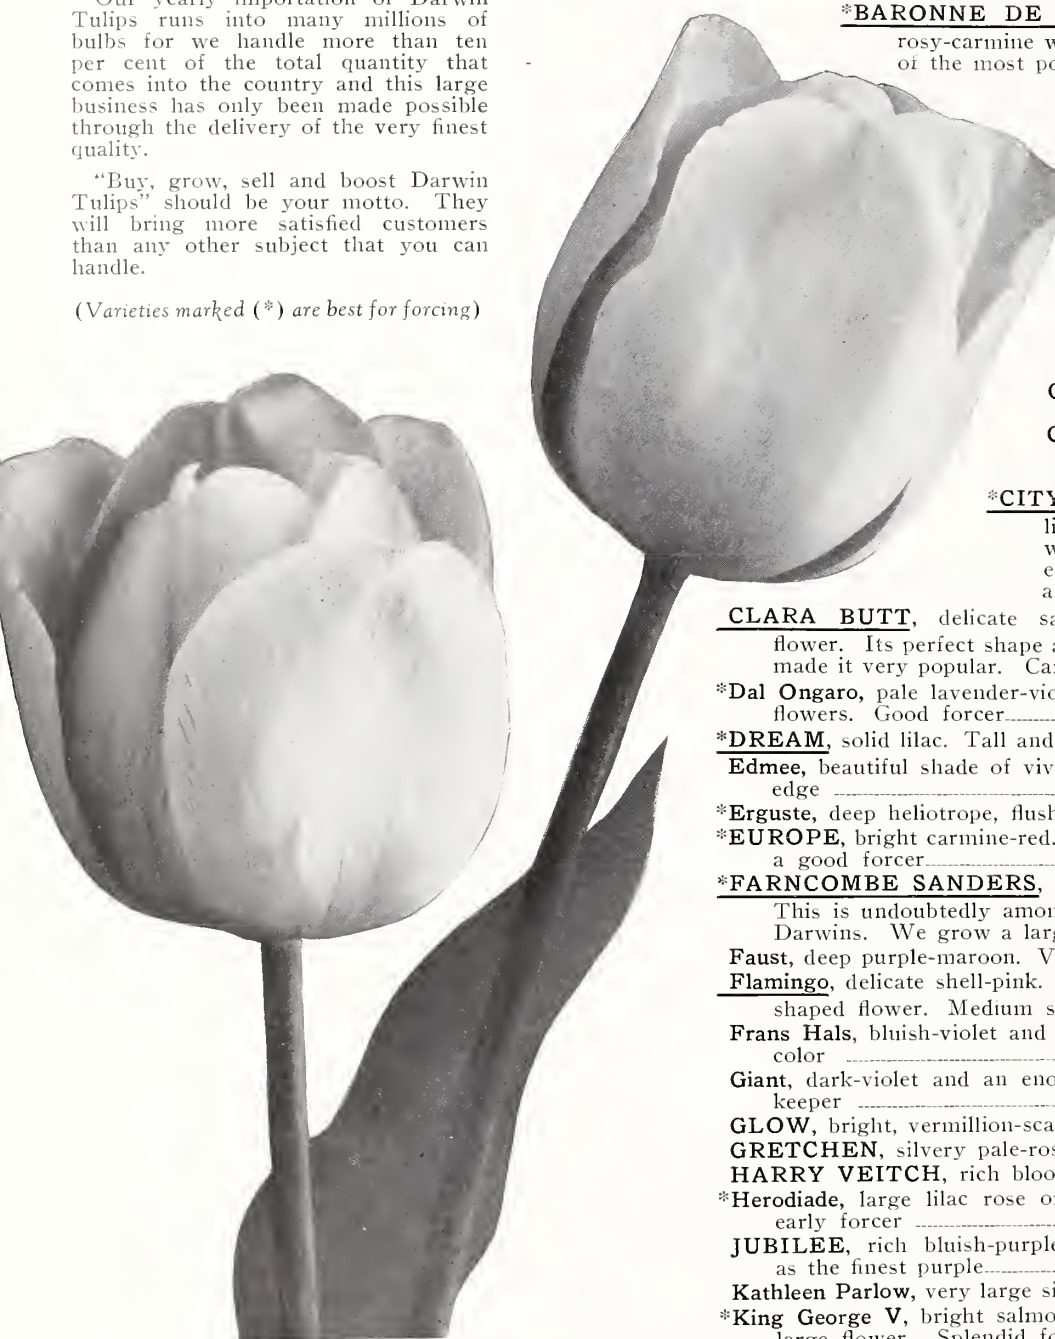 Our yearly importation of Darwin
Tulips runs into many millions of
bulbs for we handle more than ten
per cent of the total quantity that
comes into the country and this large
business has only been made possible
through the delivery of the very finest
quality.
"Buy, grow, sell and boost Darwin
Tulips" should be your motto. They
will bring more satisfied customers
than any other subject that you can
handle.
(Varieties marked (*) are best for forcing)
*BARONNE DE
rosy-carmine w
of the most po
C
C
*CITY
li
w
e
a
CLARA BUTT, delicate sa
flower. Its perfect shape a
made it very popular. Ca
*Dal Ongaro, pale lavender-vio
flowers. Good forcer
*DREAM, solid lilac. Tall and
Edmee, beautiful shade of viv
edge
*Erguste, deep heliotrope, flush
*EUROPE, bright carmine-red.
a good forcer
*FARNCOMBE SANDERS,
This is undoubtedly amon
Darwins. We grow a larg
Faust, deep purple-maroon. V
Flamingo, delicate shell-pink.
shaped flower. Medium s
Frans Hals, bluish-violet and
color
Giant, dark-violet and an eno
keeper
GLOW, bright, vermillion-sca
GRETCHEN, silvery pale-ros
HARRY VEITCH, rich bloo
*Herodiade, large lilac rose o
early forcer
JUBILEE, rich bluish-purple
as the finest purple
Kathleen Parlow, very large si
*King George V, bright salmo
large flower. Splendid fo